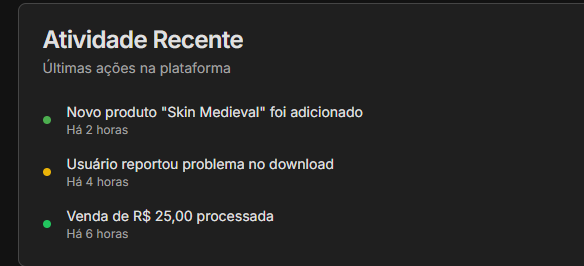 Atividade Recente
Últimas ações na plataforma
Novo produto "Skin Medieval" foi adicionado
Há 2 horas
Usuário reportou problema no download
Há 4 horas
Venda de R$ 25,00 processada
Há 6 horas